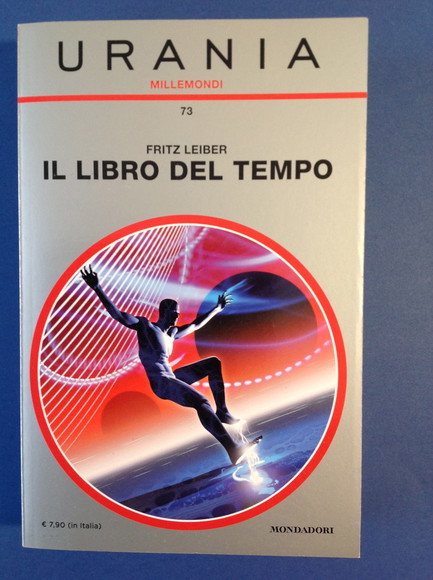 URANIA
MILLEMONDI
73
FRITZ LEIBER
IL LIBRO DEL TEMPO
€ 7,90 (in Italia)
MONDADORI